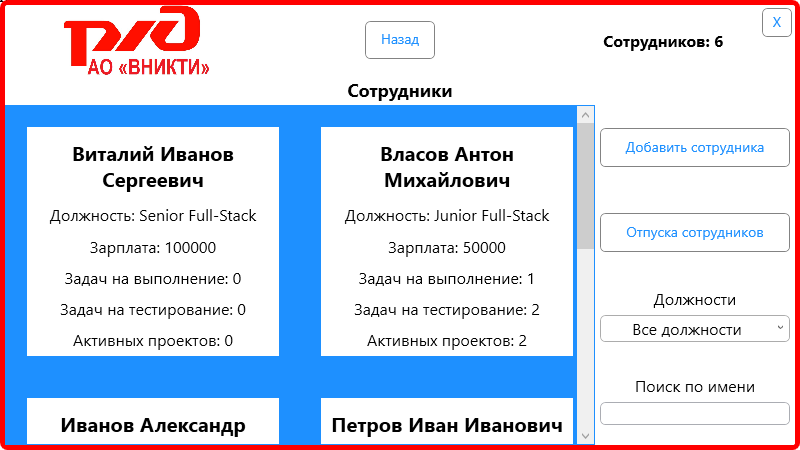 АО «ВНИКТИ»
Назад
Сотрудников: 6
X
Сотрудники
Виталий Иванов
Сергеевич
Должность: Senior Full-Stack
Зарплата: 100000
Задач на выполнение: 0
Задач на тестирование: 0
Активных проектов: 0
Власов Антон
Михайлович
Должность: Junior Full-Stack
Зарплата: 50000
Задач на выполнение: 1
Задач на тестирование: 2
Активных проектов: 2
Иванов Александр
Петров Иван Иванович
Добавить сотрудника
Отпуска сотрудников
Должности
Все должности
Поиск по имени